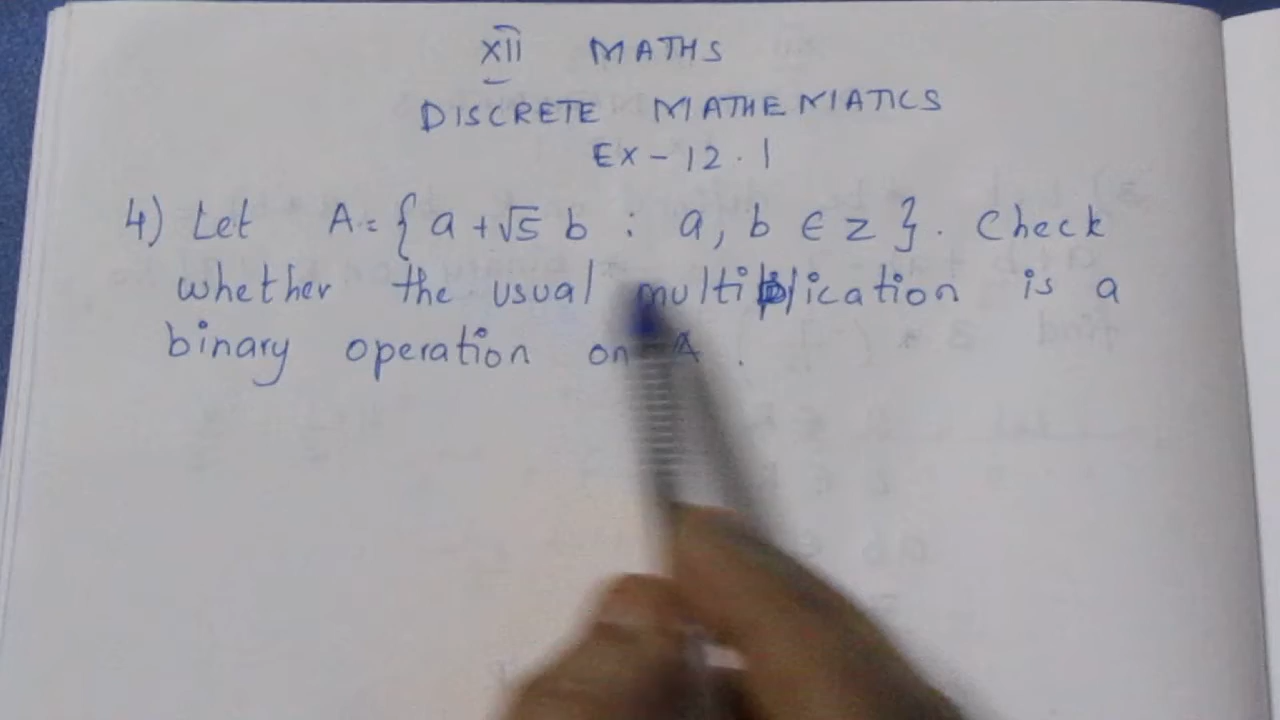 XII MATHS
DISCRETE MATHEMATICS
EX - 12.1
4) Let A = { a + √5 b : a, b ∈ z }. Check
whether the usual multiplication is a
binary operation on A.